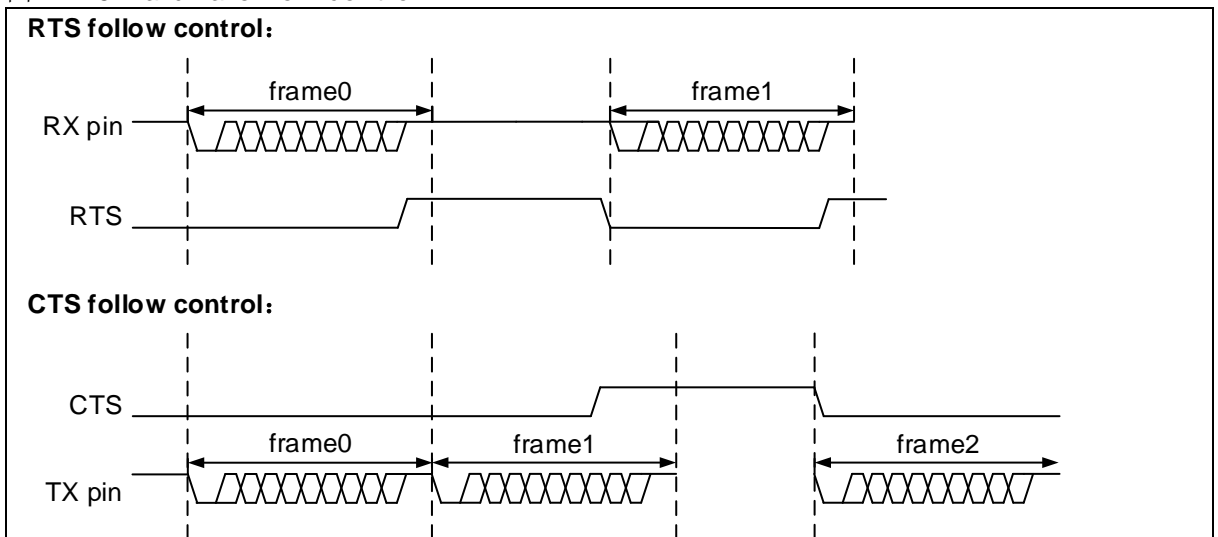 RTS follow control：
frame0 frame1
RX pin
RTS
CTS follow control：
CTS
frame0 frame1 frame2
TX pin